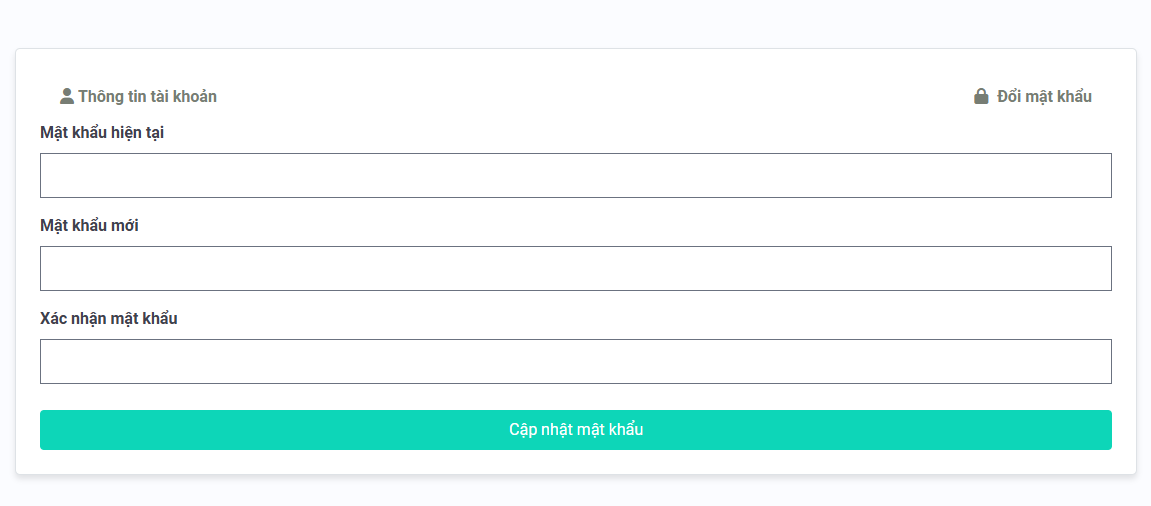 Thông tin tài khoản
Đổi mật khẩu
Mật khẩu hiện tại
Mật khẩu mới
Xác nhận mật khẩu
Cập nhật mật khẩu